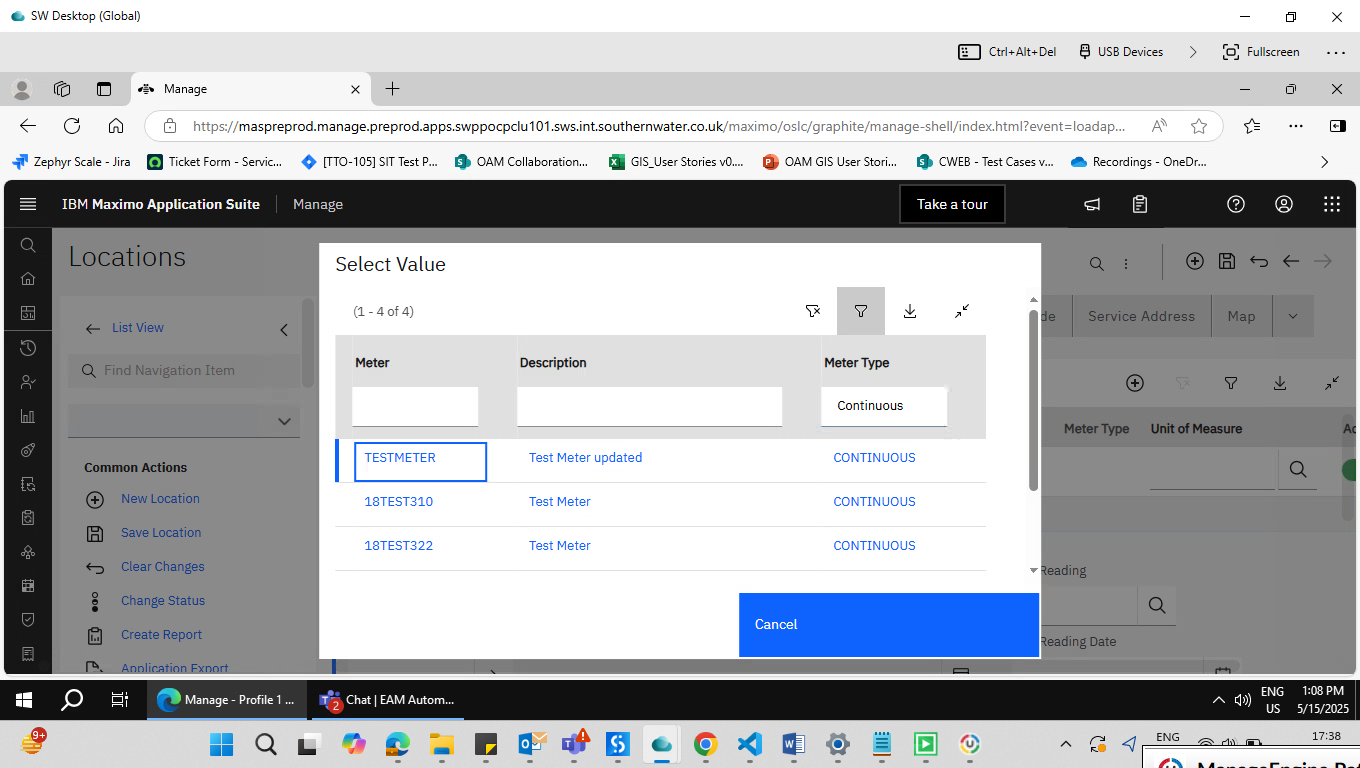 SW Desktop (Global)
Ctrl+Alt+Del USB Devices Fullscreen
Manage
https://maspreprod.manage.preprod.apps.swppocpclu101.sws.int.southernwater.co.uk/maximo/oslc/graphite/manage-shell/index.html?event=loadap...
Zephyr Scale - Jira Ticket Form - Servic... [TTO-105] SIT Test P... OAM Collaboration... GIS_User Stories v0.... OAM GIS User Stori... CWEB - Test Cases v... Recordings - OneDr...
IBM Maximo Application Suite Manage Take a tour
Locations
Select Value
(1 - 4 of 4)
List View
Find Navigation Item
Service Address Map
Meter Description Meter Type
Continuous
Meter Type Unit of Measure
TESTMETER Test Meter updated CONTINUOUS
Common Actions
New Location
18TEST310 Test Meter CONTINUOUS
Save Location
18TEST322 Test Meter CONTINUOUS
Clear Changes
Reading
Change Status
Cancel
Create Report
Reading Date
Application Export
Manage - Profile 1 ... 2 Chat | EAM Autom... ENG US 1:08 PM 5/15/2025
9+ ENG 17:38